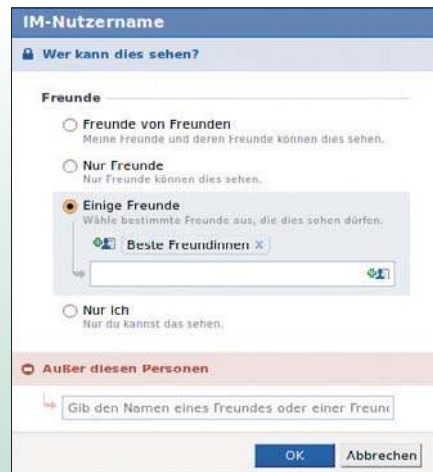 IM-Nutzername
Wer kann dies sehen?
Freunde
Freunde von Freunden
Meine Freunde und deren Freunde können dies sehen.
Nur Freunde
Nur Freunde können dies sehen.
Einige Freunde
Wähle bestimmte Freunde aus, die dies sehen dürfen.
Beste Freundinnen x
Nur Ich
Nur du kannst das sehen.
Außer diesen Personen
Gib den Namen eines Freundes oder einer Freund
OK Abbrechen